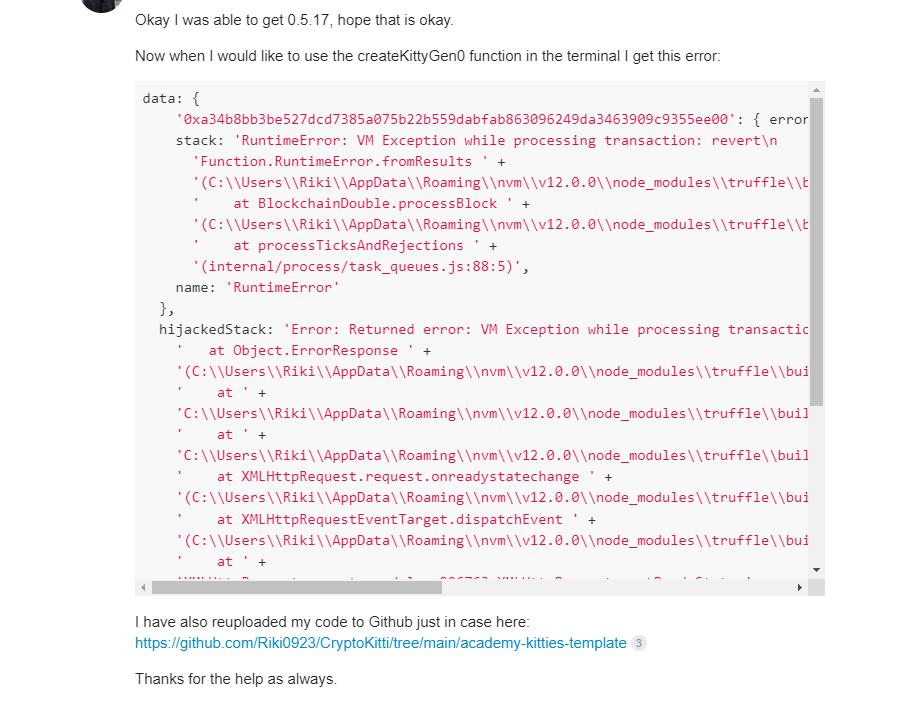 Okay I was able to get 0.5.17, hope that is okay.
Now when I would like to use the createKittyGen0 function in the terminal I get this error:
data: {
'0xa34b8bb3be527dcd7385a075b22b559dabfab863096249da3463909c9355ee00': { error
stack: 'RuntimeError: VM Exception while processing transaction: revert\n
'Function.RuntimeError.fromResults ' +
'(C:\\Users\\Riki\\AppData\\Roaming\\nvm\\v12.0.0\\node_modules\\truffle\\b
'    at BlockchainDouble.processBlock ' +
'(C:\\Users\\Riki\\AppData\\Roaming\\nvm\\v12.0.0\\node_modules\\truffle\\b
'    at processTicksAndRejections ' +
'(internal/process/task_queues.js:88:5)',
name: 'RuntimeError'
},
hijackedStack: 'Error: Returned error: VM Exception while processing transactio
'   at Object.ErrorResponse ' +
'(C:\\Users\\Riki\\AppData\\Roaming\\nvm\\v12.0.0\\node_modules\\truffle\\bui
'    at ' +
'C:\\Users\\Riki\\AppData\\Roaming\\nvm\\v12.0.0\\node_modules\\truffle\\buil
'    at ' +
'C:\\Users\\Riki\\AppData\\Roaming\\nvm\\v12.0.0\\node_modules\\truffle\\buil
'    at XMLHttpRequest.request.onreadystatechange ' +
'(C:\\Users\\Riki\\AppData\\Roaming\\nvm\\v12.0.0\\node_modules\\truffle\\bui
'    at XMLHttpRequestEventTarget.dispatchEvent ' +
'(C:\\Users\\Riki\\AppData\\Roaming\\nvm\\v12.0.0\\node_modules\\truffle\\bui
'    at ' +
I have also reuploaded my code to Github just in case here:
https://github.com/Riki0923/CryptoKitti/tree/main/academy-kitties-template 3
Thanks for the help as always.